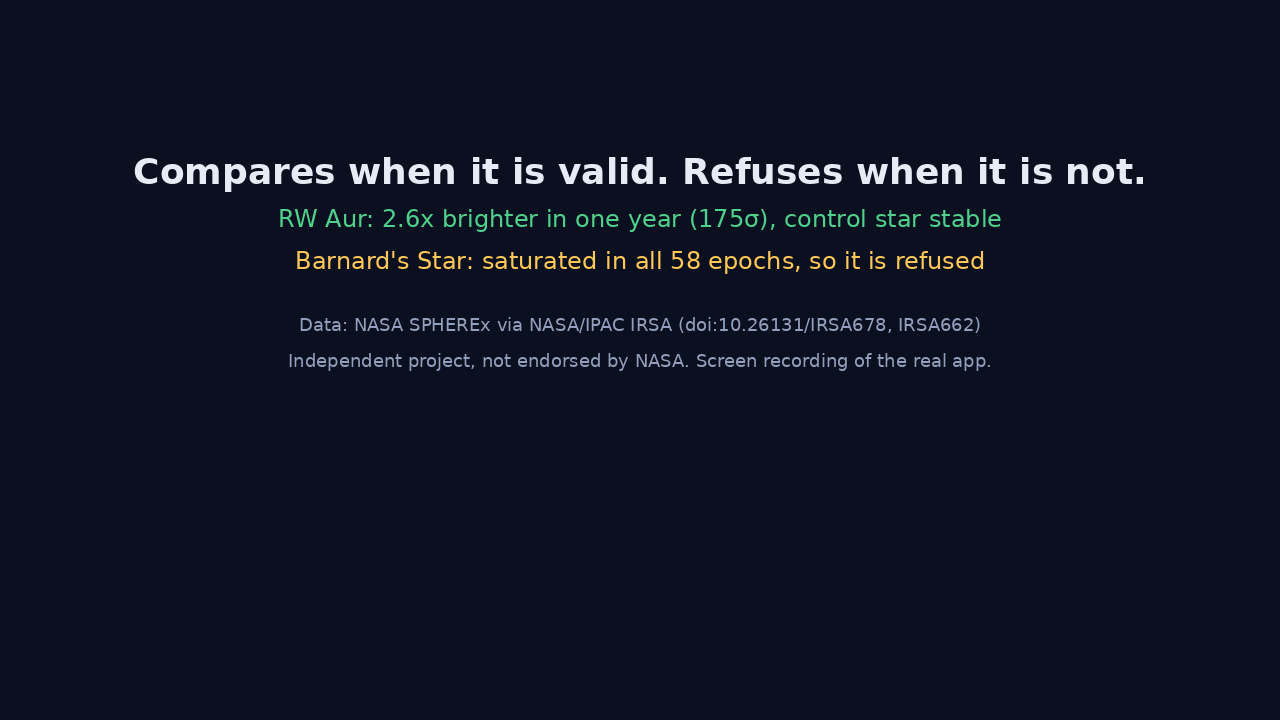 Compares when it is valid. Refuses when it is not.
RW Aur: 2.6x brighter in one year (175σ), control star stable
Barnard's Star: saturated in all 58 epochs, so it is refused
Data: NASA SPHEREx via NASA/IPAC IRSA (doi:10.26131/IRSA678, IRSA662)
Independent project, not endorsed by NASA. Screen recording of the real app.